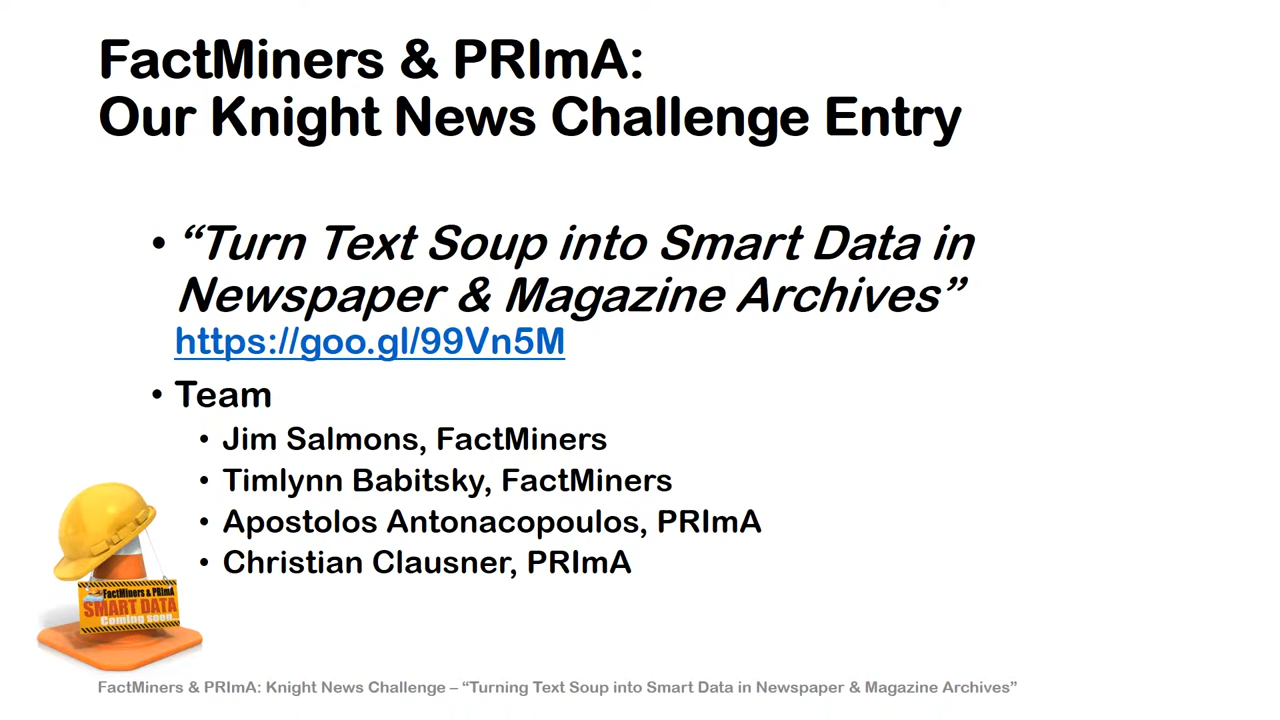 FactMiners & PRImA:
Our Knight News Challenge Entry
• “Turn Text Soup into Smart Data in
Newspaper & Magazine Archives”
https://goo.gl/99Vn5M
• Team
• Jim Salmons, FactMiners
• Timlynn Babitsky, FactMiners
• Apostolos Antonacopoulos, PRImA
• Christian Clausner, PRImA
FactMiners & PRImA
SMART DATA
Coming soon...
FactMiners & PRImA: Knight News Challenge – “Turning Text Soup into Smart Data in Newspaper & Magazine Archives”